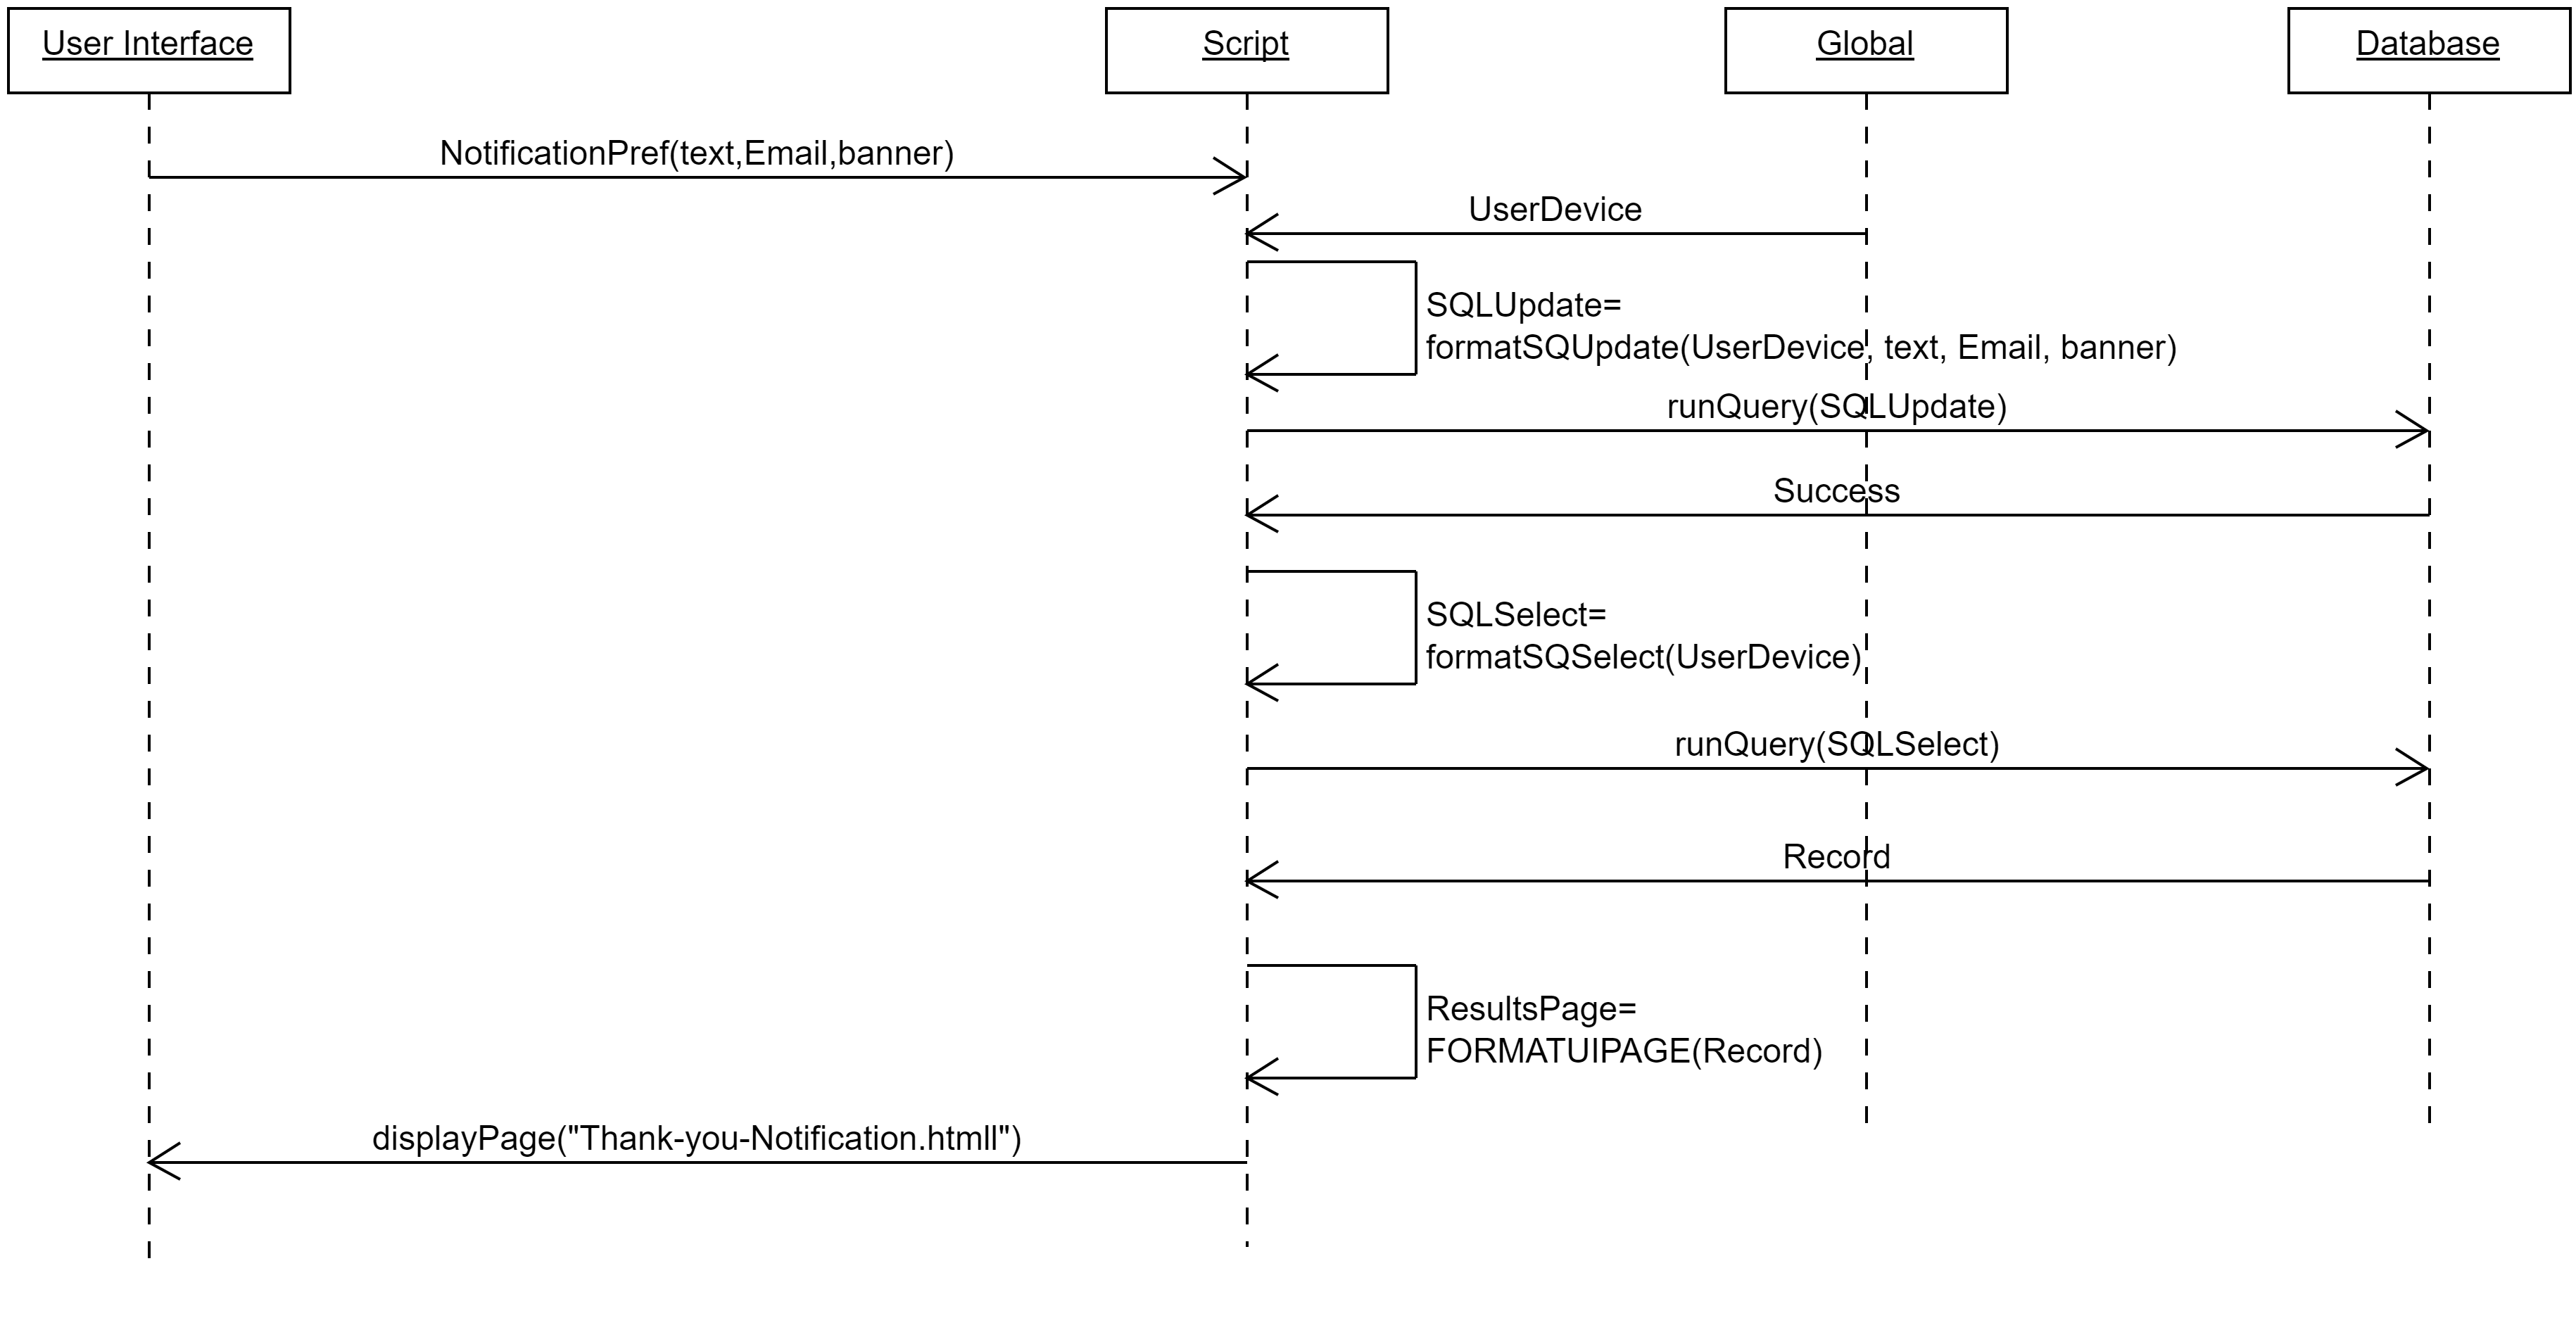 User Interface
Script
Global
Database
NotificationPref(text,Email,banner)
UserDevice
SQLUpdate=
formatSQUpdate(UserDevice, text, Email, banner)
runQuery(SQLUpdate)
Success
SQLSelect=
formatSQSelect(UserDevice)
runQuery(SQLSelect)
Record
ResultsPage=
FORMATUIPAGE(Record)
displayPage("Thank-you-Notification.htmll")